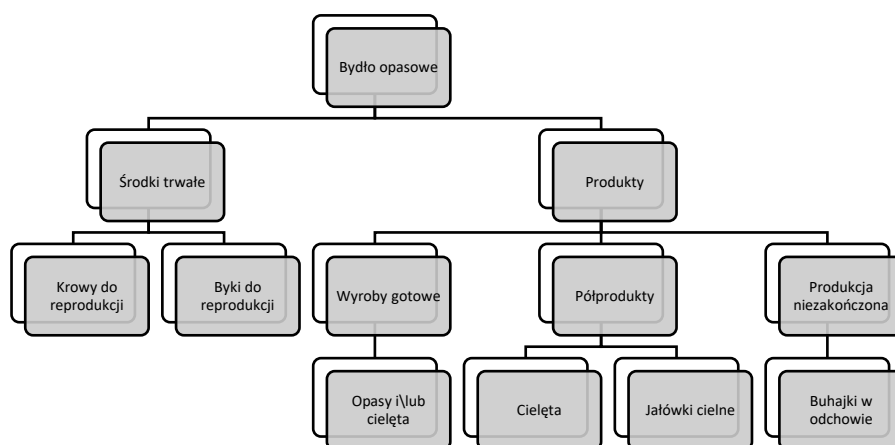 Bydło opasowe
Środki trwałe
Produkty
Krowy do
reprodukcji
Byki do
reprodukcji
Wyroby gotowe
Półprodukty
Produkcja
niezakończona
Opasy i\lub
cielęta
Cielęta
Jałówki cielne
Buhajki w
odchowie